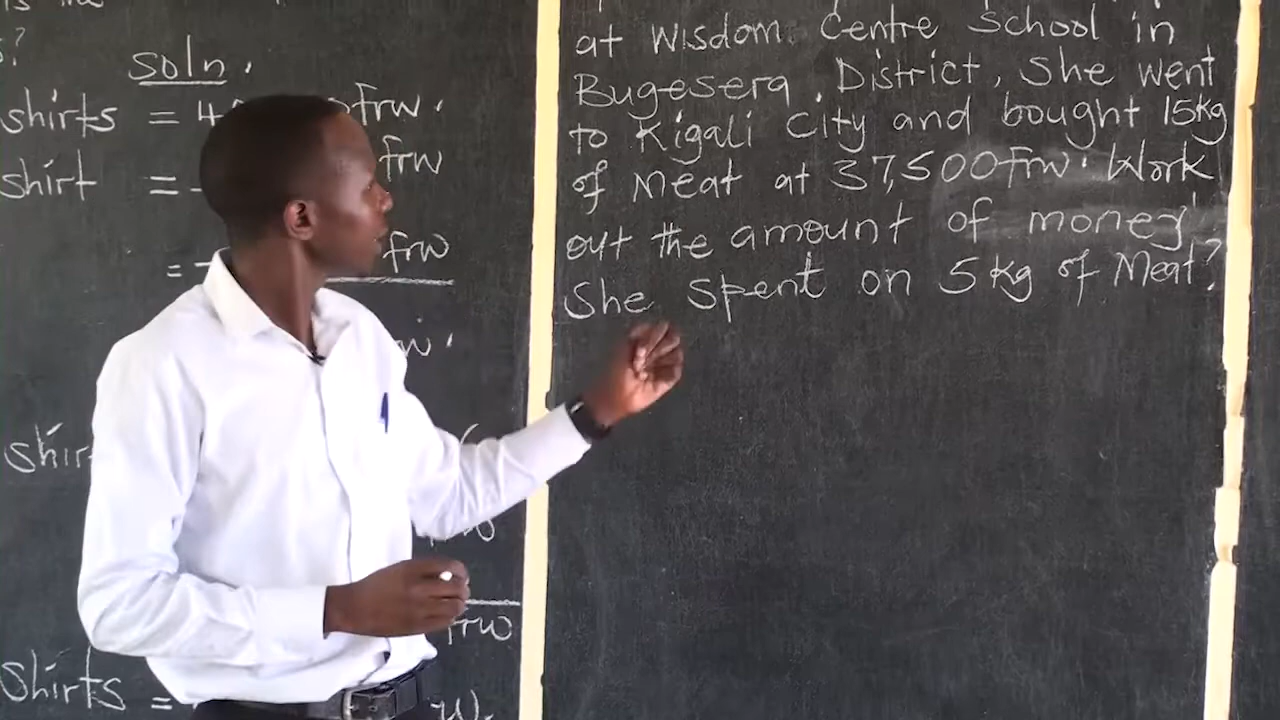 s?
soln.
shirts = 4 frw.
shirt = frw
= frw
shir
frw
shirts =
at Wisdom Centre School in
Bugesera District, She went
to Kigali City and bought 15kg
of Meat at 37,500frw. Work
out the amount of money
She spent on 5kg of Meat?